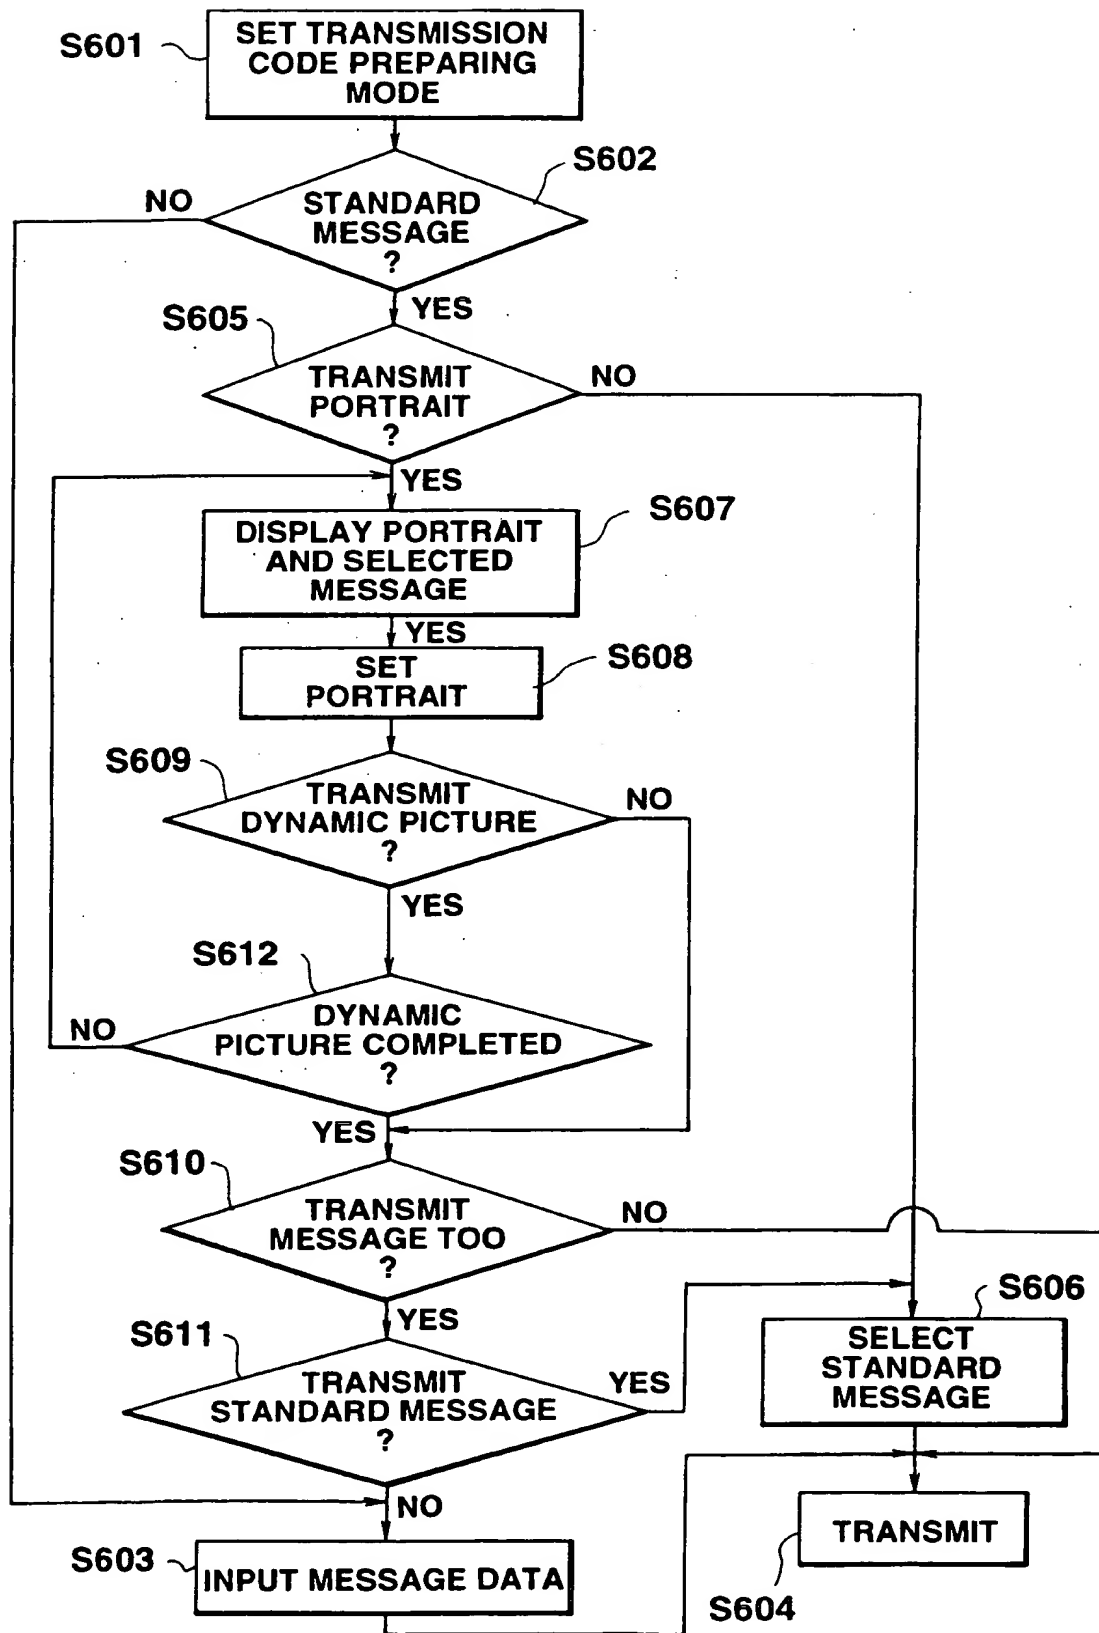 S601
SET TRANSMISSION
CODE PREPARING
MODE
S602
NO
STANDARD
MESSAGE
?
YES
S605
TRANSMIT
PORTRAIT
?
NO
YES
S607
DISPLAY PORTRAIT
AND SELECTED
MESSAGE
YES
S608
SET
PORTRAIT
S609
TRANSMIT
DYNAMIC PICTURE
?
NO
YES
S612
DYNAMIC
PICTURE COMPLETED
?
NO
YES
S610
TRANSMIT
MESSAGE TOO
?
NO
YES
S606
SELECT
STANDARD
MESSAGE
S611
TRANSMIT
STANDARD MESSAGE
?
YES
NO
TRANSMIT
S604
S603
INPUT MESSAGE DATA